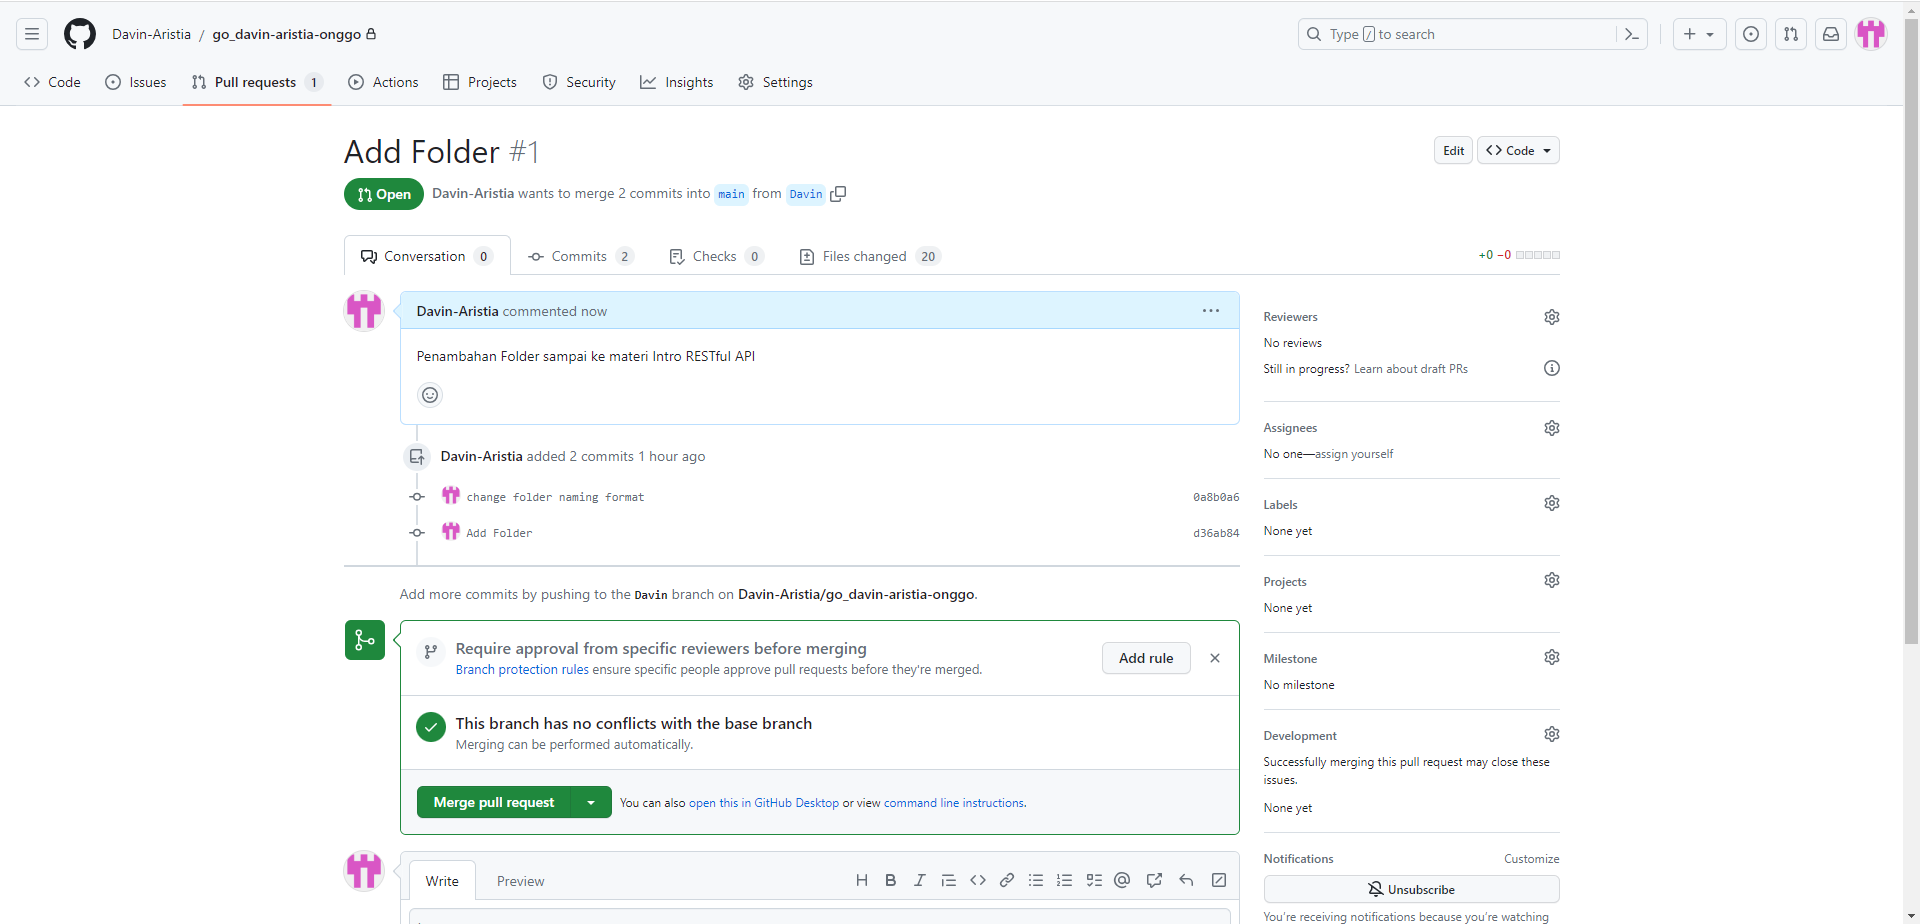 Davin-Aristia / go_davin-aristia-onggo
Type / to search
Code
Issues
Pull requests 1
Actions
Projects
Security
Insights
Settings
Add Folder #1
Edit
Code
Open
Davin-Aristia wants to merge 2 commits into main from Davin
Conversation 0
Commits 2
Checks 0
Files changed 20
+0 −0
Davin-Aristia commented now
Penambahan Folder sampai ke materi Intro RESTful API
Davin-Aristia added 2 commits 1 hour ago
change folder naming format 0a8b0a6
Add Folder d36ab84
Add more commits by pushing to the Davin branch on Davin-Aristia/go_davin-aristia-onggo.
Require approval from specific reviewers before merging
Branch protection rules ensure specific people approve pull requests before they're merged.
Add rule
This branch has no conflicts with the base branch
Merging can be performed automatically.
Merge pull request
You can also open this in GitHub Desktop or view command line instructions.
Write
Preview
Reviewers
No reviews
Still in progress? Learn about draft PRs
Assignees
No one—assign yourself
Labels
None yet
Projects
None yet
Milestone
No milestone
Development
Successfully merging this pull request may close these
issues.
None yet
Notifications
Customize
Unsubscribe
You're receiving notifications because you're watching